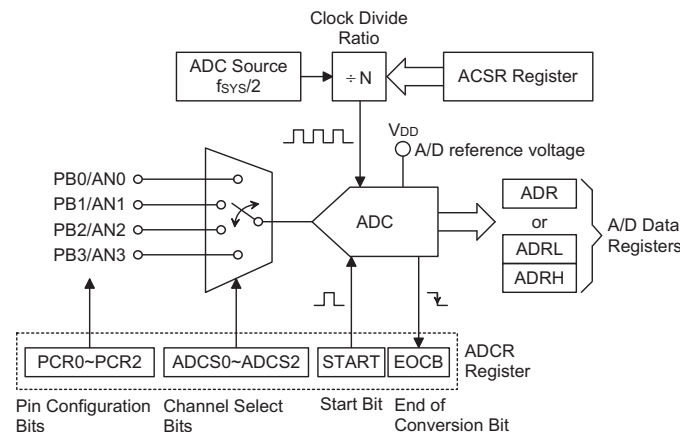 Clock Divide
Ratio
ADC Source
fSYS/2
÷ N
ACSR Register
VDD
A/D reference voltage
PB0/AN0
PB1/AN1
PB2/AN2
PB3/AN3
ADC
ADR
or
ADRL
ADRH
A/D Data
Registers
PCR0~PCR2
ADCS0~ADCS2
START
EOCB
ADCR
Register
Pin Configuration
Bits
Channel Select
Bits
Start Bit
End of
Conversion Bit